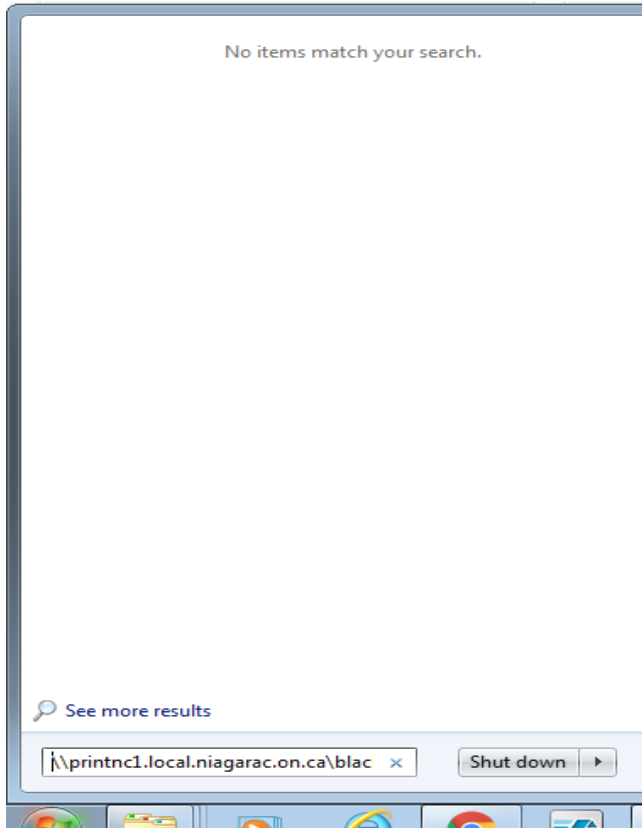 No items match your search.
See more results
\\printnc1.local.niagarac.on.ca\blac
Shut down